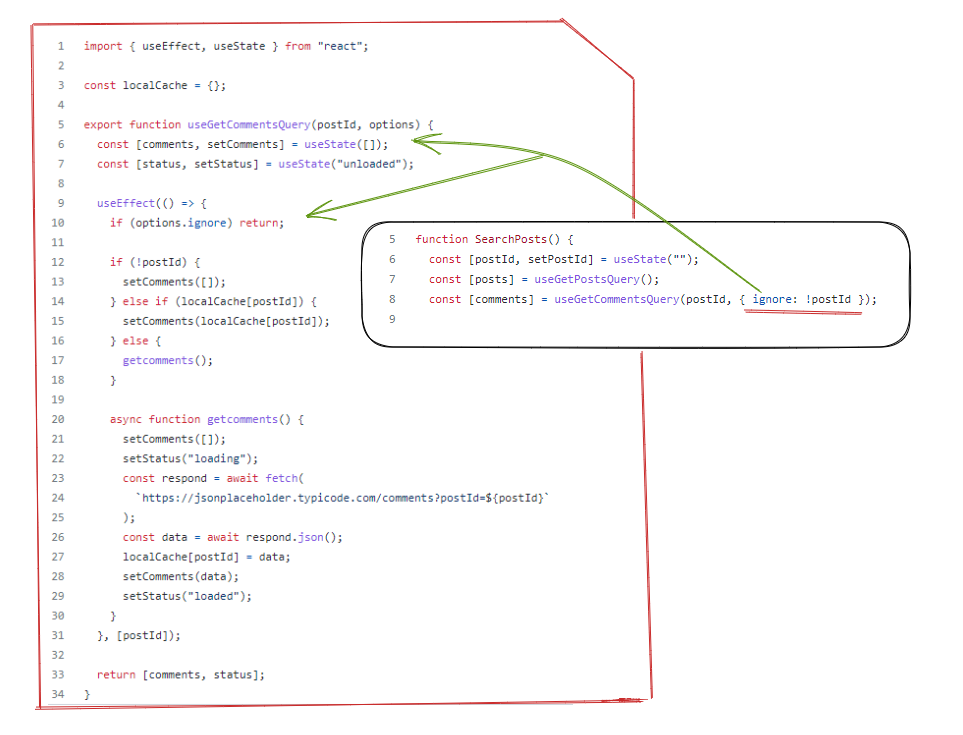 1 import { useEffect, useState } from "react";
2
3 const localCache = {};
4
5 export function useGetCommentsQuery(postId, options) {
6 const [comments, setComments] = useState([]);
7 const [status, setStatus] = useState("unloaded");
8
9 useEffect(() => {
10 if (options.ignore) return;
11
12 if (!postId) {
13 setComments([]);
14 } else if (localCache[postId]) {
15 setComments(localCache[postId]);
16 } else {
17 getcomments();
18 }
19
20 async function getcomments() {
21 setComments([]);
22 setStatus("loading");
23 const respond = await fetch(
24 `https://jsonplaceholder.typicode.com/comments?postId=${postId}`
25 );
26 const data = await respond.json();
27 localCache[postId] = data;
28 setComments(data);
29 setStatus("loaded");
30 }
31 }, [postId]);
32
33 return [comments, status];
34 }
5 function SearchPosts() {
6 const [postId, setPostId] = useState("");
7 const [posts] = useGetPostsQuery();
8 const [comments] = useGetCommentsQuery(postId, { ignore: !postId });
9